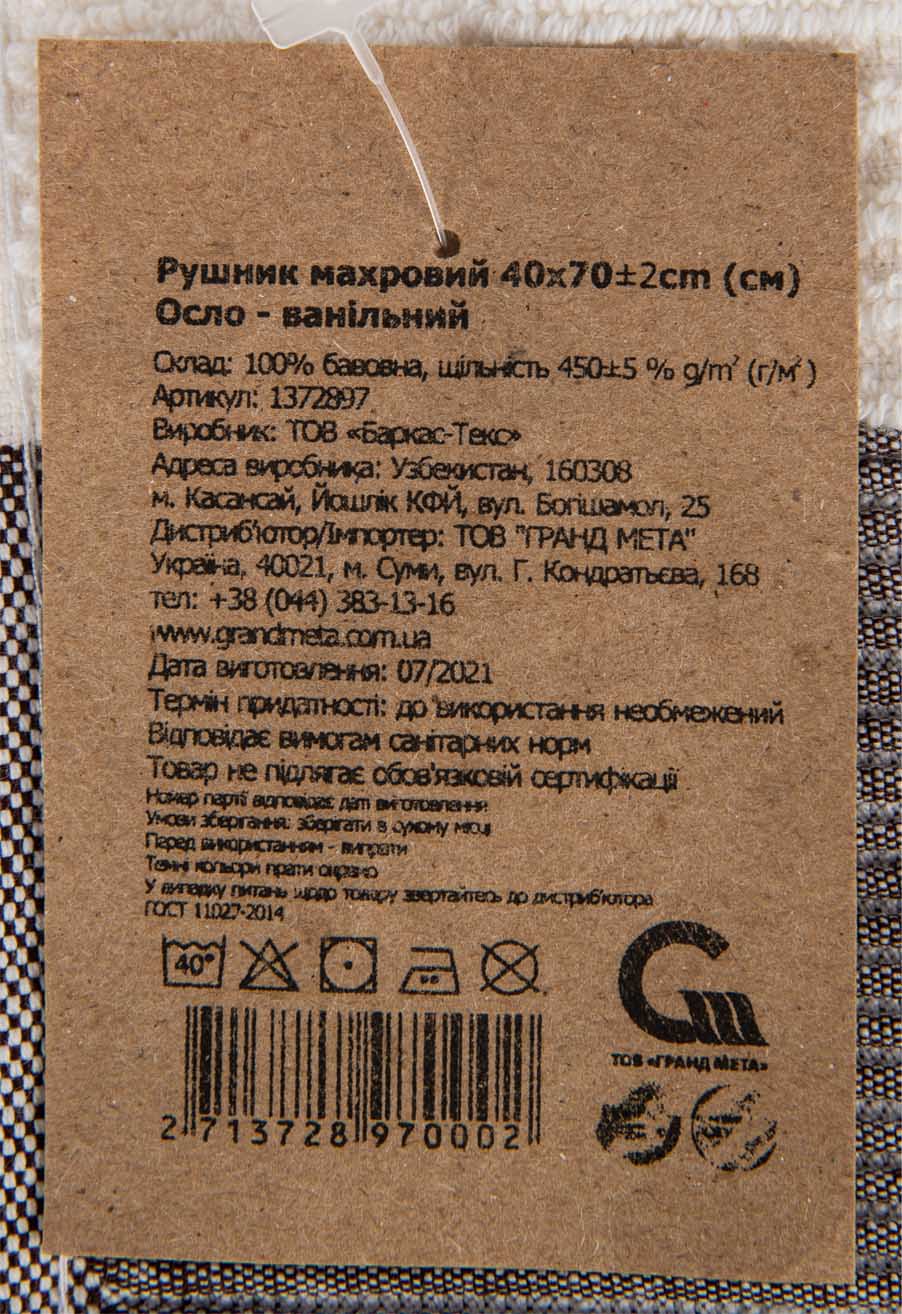 Рушник махровий 40х70±2cm (см)
Осло - ванільний
Склад: 100% бавовна, щільність 450±5 % g/m² (г/м²)
Артикул: 1372897
Виробник: ТОВ «Баркас-Текс»
Адреса виробника: Узбекистан, 160308
м. Касансай, Йошлік КФЙ, вул. Богішамол, 25
Дистриб'ютор/Імпортер: ТОВ "ГРАНД МЕТА"
Україна, 40021, м. Суми, вул. Г. Кондратьєва, 168
тел: +38 (044) 383-13-16
www.grandmeta.com.ua
Дата виготовлення: 07/2021
Термін придатності: до використання необмежений
Відповідає вимогам санітарних норм
Товар не підлягає обов'язковій сертифікації
Номер партії відповідає даті виготовлення
Умови зберігання: зберігати в сухому місці
Перед використанням - випрати
Темні кольори прати окремо
У випадку питань щодо товару звертайтесь до дистриб'ютора
ГОСТ 11027-2014
40°
ТОВ «ГРАНД МЕТА»
2 713728 970002